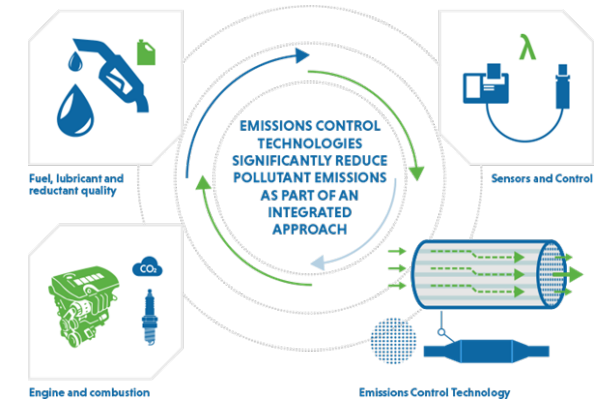 λ
EMISSIONS CONTROL
TECHNOLOGIES
SIGNIFICANTLY REDUCE
POLLUTANT EMISSIONS
AS PART OF AN
INTEGRATED
APPROACH
Fuel, lubricant and
reductant quality
Sensors and Control
CO₂
Engine and combustion
Emissions Control Technology